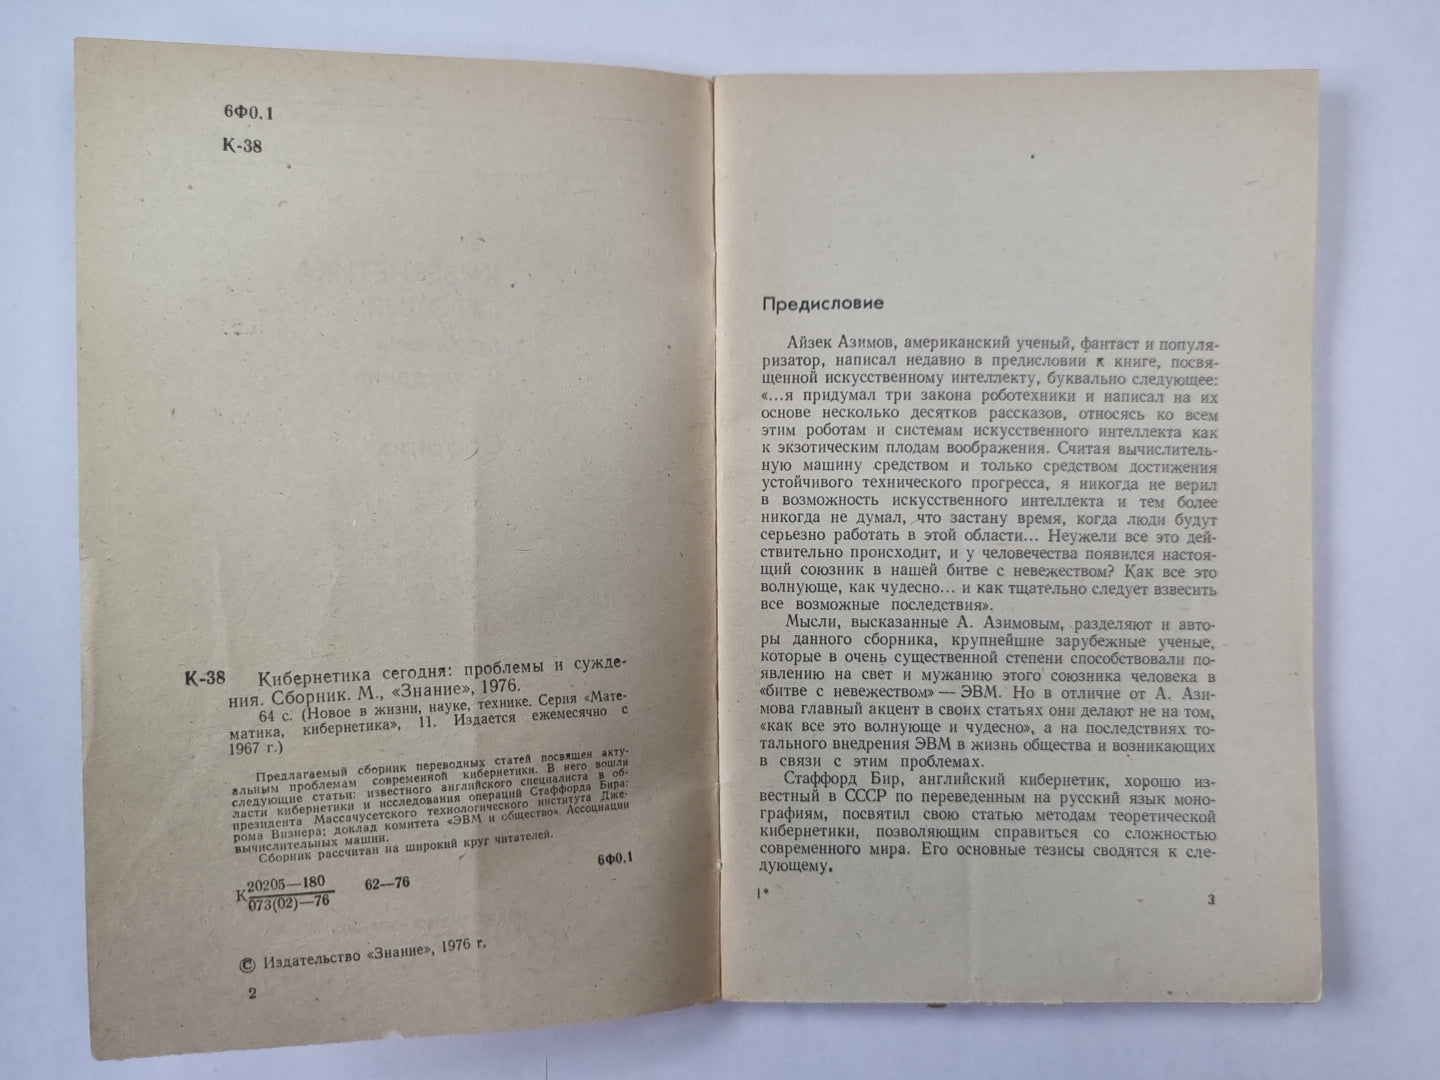 6Ф0.1
К-38
К-38 Кибернетика сегодня: проблемы и сужде-
ния. Сборник. М., «Знание», 1976.
64 с. (Новое в жизни, науке, технике. Серия «Мате-
матика, кибернетика», 11. Издается ежемесячно с
1967 г.)
Предлагаемый сборник переводных статей посвящен акту-
альным проблемам современной кибернетики. В него вошли
следующие статьи: известного английского специалиста в об-
ласти кибернетики и исследования операций Стаффорда Бира:
президента Массачусетского технологического института Дже-
рома Визнера; доклад комитета «ЭВМ и общество» Ассоциации
вычислительных машин.
Сборник рассчитан на широкий круг читателей.
6Ф0.1
К 20205—180
073(02)—76 62—76
© Издательство «Знание», 1976 г.
2
Предисловие
Айзек Азимов, американский ученый, фантаст и популя-
ризатор, написал недавно в предисловии к книге, посвя-
щенной искусственному интеллекту, буквально следующее:
«...я придумал три закона роботехники и написал на их
основе несколько десятков рассказов, относясь ко всем
этим роботам и системам искусственного интеллекта как
к экзотическим плодам воображения. Считая вычислитель-
ную машину средством и только средством достижения
устойчивого технического прогресса, я никогда не верил
в возможность искусственного интеллекта и тем более
никогда не думал, что застану время, когда люди будут
серьезно работать в этой области... Неужели все это дей-
ствительно происходит, и у человечества появился настоя-
щий союзник в нашей битве с невежеством? Как все это
волнующе, как чудесно... и как тщательно следует взвесить
все возможные последствия».
Мысли, высказанные А. Азимовым, разделяют и авто-
ры данного сборника, крупнейшие зарубежные ученые,
которые в очень существенной степени способствовали по-
явлению на свет и мужанию этого союзника человека в
«битве с невежеством» — ЭВМ. Но в отличие от А. Ази-
мова главный акцент в своих статьях они делают не на том,
«как все это волнующе и чудесно», а на последствиях то-
тального внедрения ЭВМ в жизнь общества и возникающих
в связи с этим проблемах.
Стаффорд Бир, английский кибернетик, хорошо из-
вестный в СССР по переведенным на русский язык моно-
графиям, посвятил свою статью методам теоретической
кибернетики, позволяющим справиться со сложностью
современного мира. Его основные тезисы сводятся к сле-
дующему.
1*
3